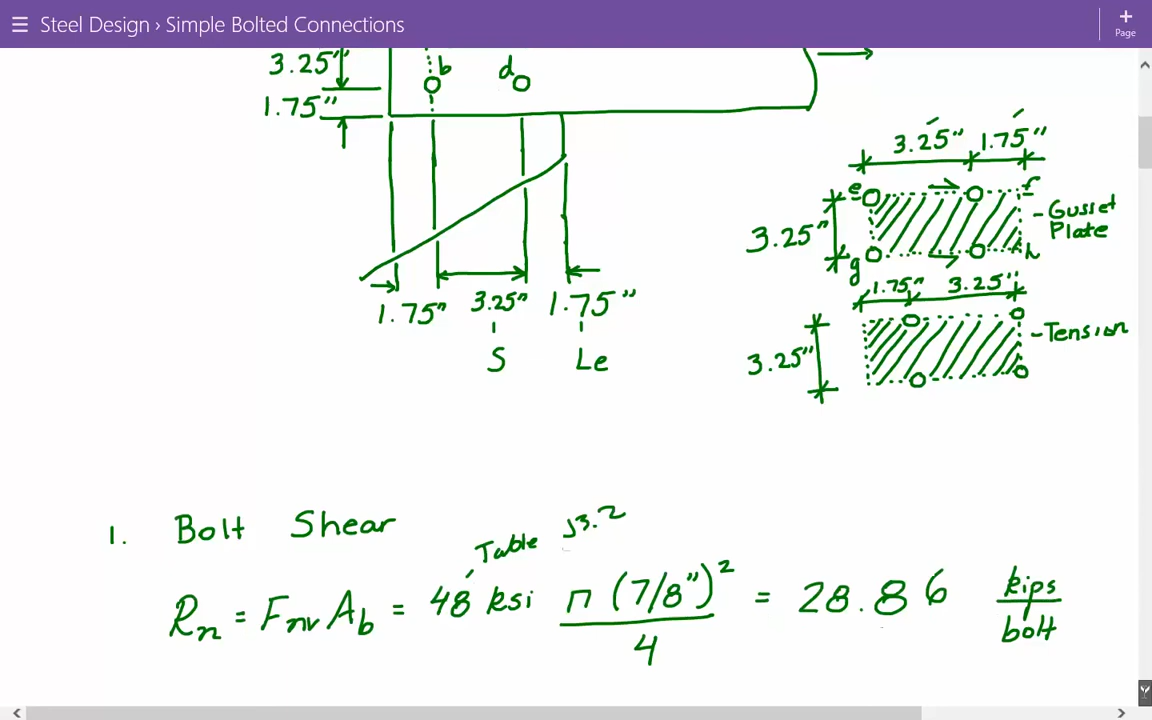 Steel Design › Simple Bolted Connections
Page
3.25"
b
d
1.75"
3.25" 1.75"
e
f
3.25"
Gusset
Plate
g
h
1.75" 3.25"
1.75" 3.25" 1.75"
3.25"
Tension
S Le
1. Bolt Shear
Table J3.2
Rn = Fnv Ab = 48 ksi π (7/8")² / 4 = 28.86 kips/bolt